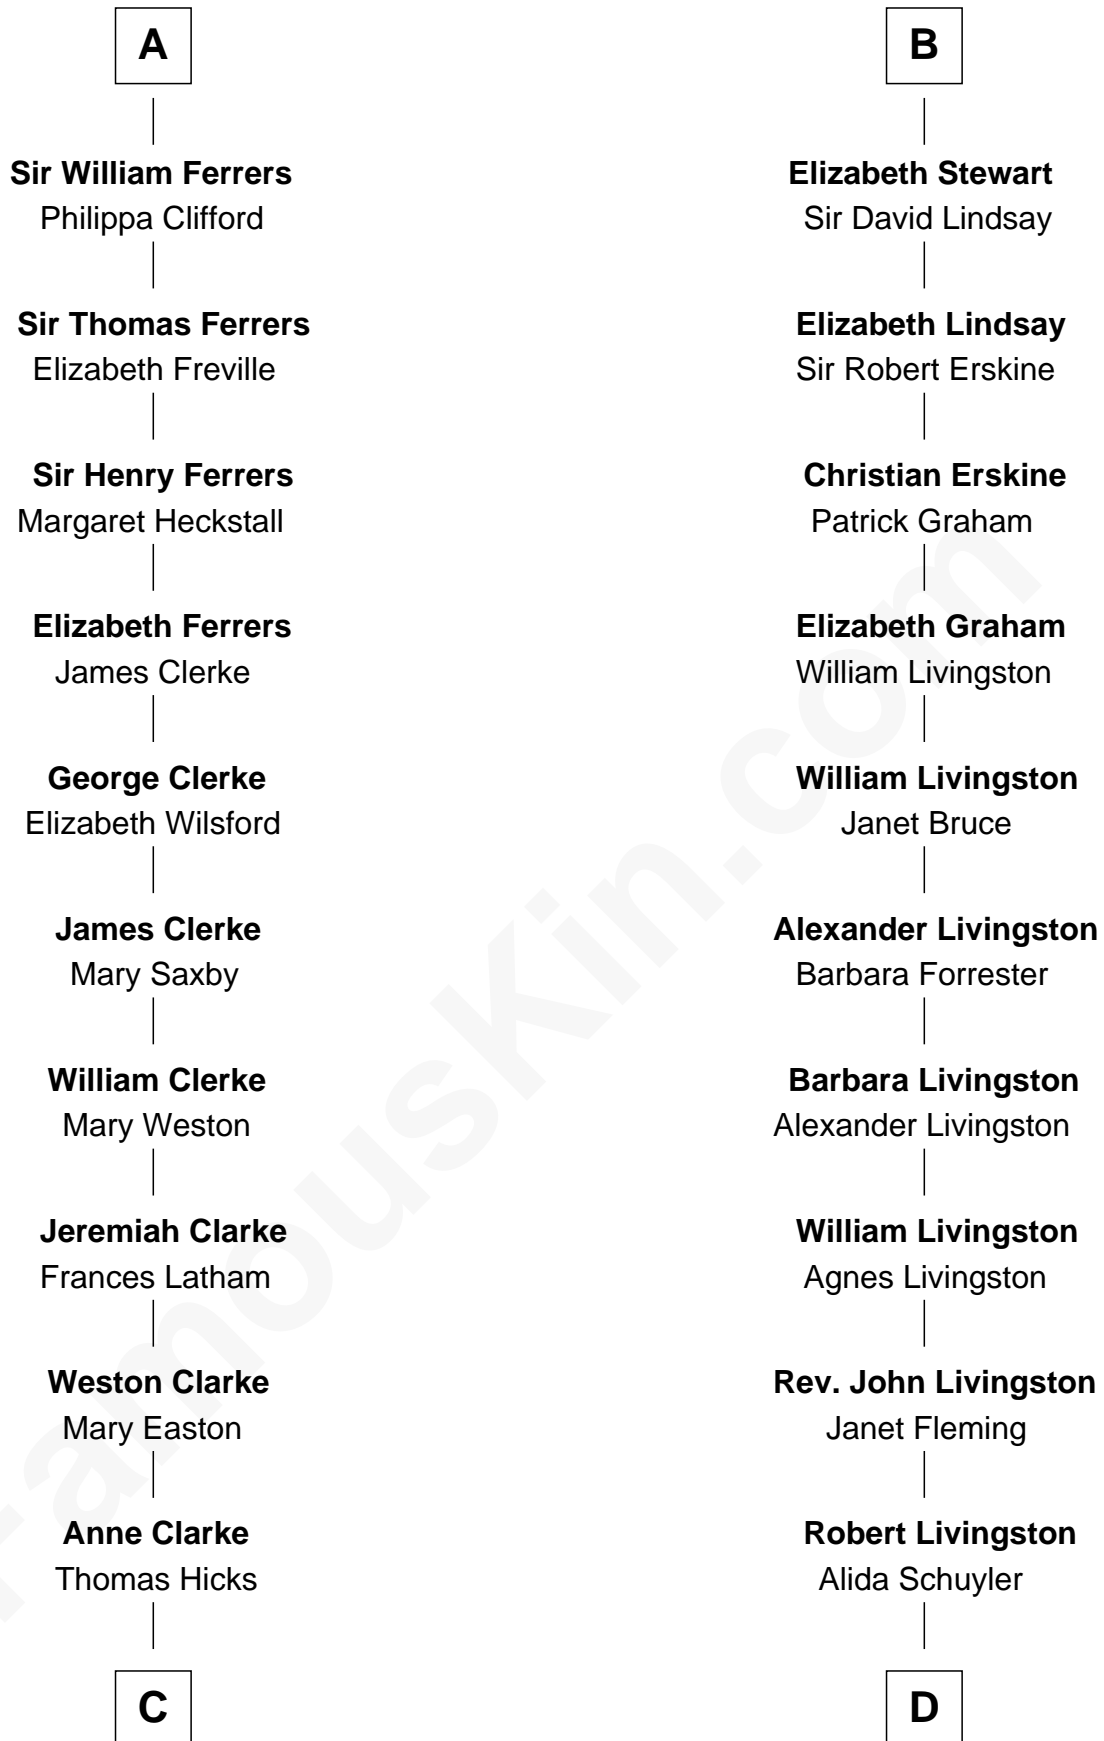 A
Sir William Ferrers
Philippa Clifford
Sir Thomas Ferrers
Elizabeth Freville
Sir Henry Ferrers
Margaret Heckstall
Elizabeth Ferrers
James Clerke
George Clerke
Elizabeth Wilsford
James Clerke
Mary Saxby
William Clerke
Mary Weston
Jeremiah Clarke
Frances Latham
Weston Clarke
Mary Easton
Anne Clarke
Thomas Hicks
C
B
Elizabeth Stewart
Sir David Lindsay
Elizabeth Lindsay
Sir Robert Erskine
Christian Erskine
Patrick Graham
Elizabeth Graham
William Livingston
William Livingston
Janet Bruce
Alexander Livingston
Barbara Forrester
Barbara Livingston
Alexander Livingston
William Livingston
Agnes Livingston
Rev. John Livingston
Janet Fleming
Robert Livingston
Alida Schuyler
D
FamousKin.com